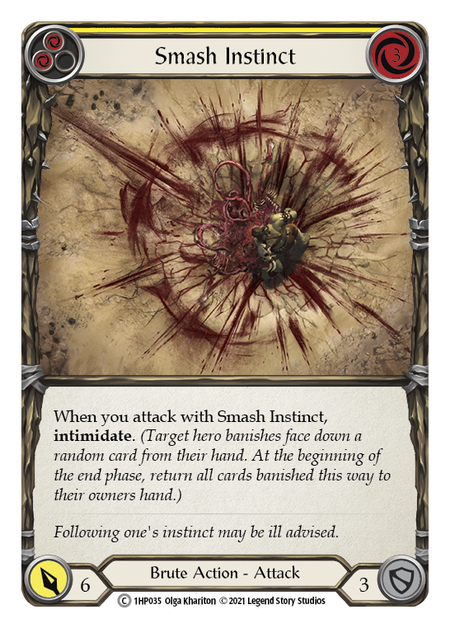 3
Smash Instinct
When you attack with Smash Instinct,
intimidate. (Target hero banishes face down a
random card from their hand. At the beginning of
the end phase, return all cards banished this way to
their owners hand.)
Following one's instinct may be ill advised.
6
Brute Action - Attack
3
C 1HP035 Olga Khariton © 2021 Legend Story Studios